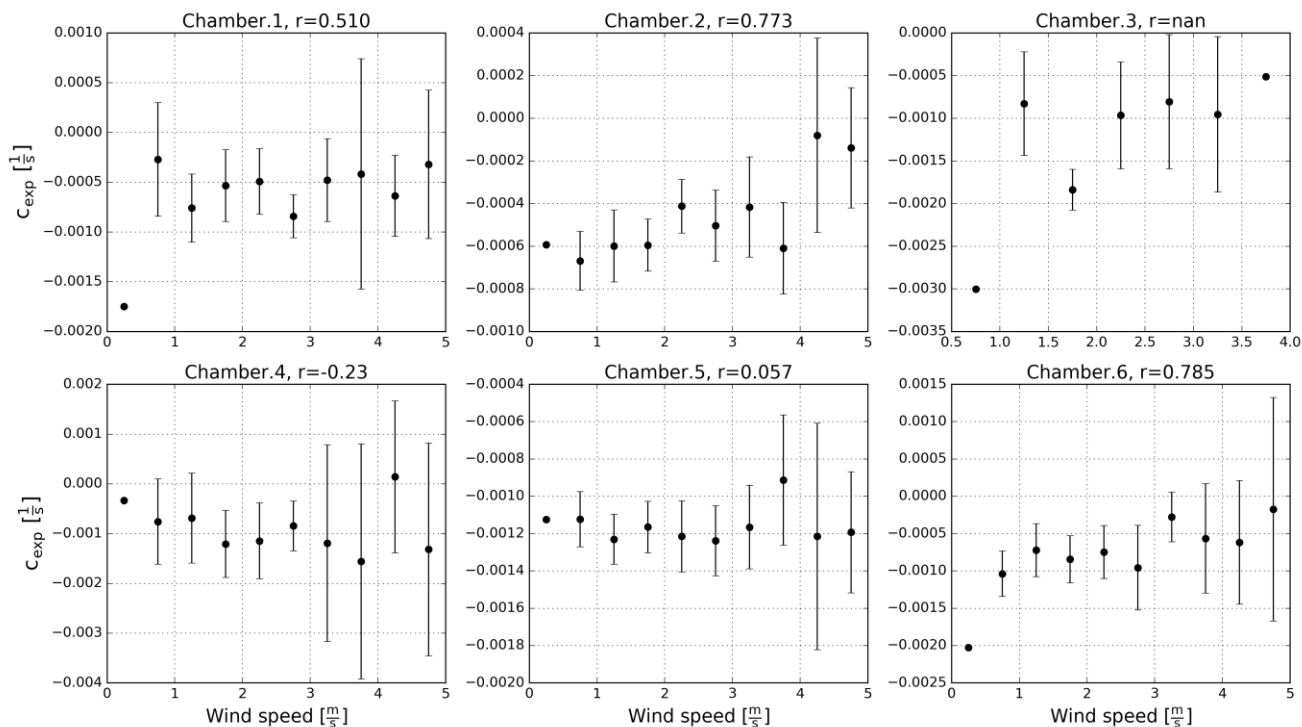 Chamber.1, r=0.510
0.0010
0.0005
0.0000
−0.0005
−0.0010
−0.0015
−0.0020
0 1 2 3 4 5
c_exp [1/s]
Chamber.2, r=0.773
0.0004
0.0002
0.0000
−0.0002
−0.0004
−0.0006
−0.0008
−0.0010
0 1 2 3 4 5
Chamber.3, r=nan
0.0000
−0.0005
−0.0010
−0.0015
−0.0020
−0.0025
−0.0030
−0.0035
0.5 1.0 1.5 2.0 2.5 3.0 3.5 4.0
Chamber.4, r=-0.23
0.002
0.001
0.000
−0.001
−0.002
−0.003
−0.004
0 1 2 3 4 5
c_exp [1/s]
Wind speed [m/s]
Chamber.5, r=0.057
−0.0004
−0.0006
−0.0008
−0.0010
−0.0012
−0.0014
−0.0016
−0.0018
−0.0020
0 1 2 3 4 5
Wind speed [m/s]
Chamber.6, r=0.785
0.0015
0.0010
0.0005
0.0000
−0.0005
−0.0010
−0.0015
−0.0020
−0.0025
0 1 2 3 4 5
Wind speed [m/s]